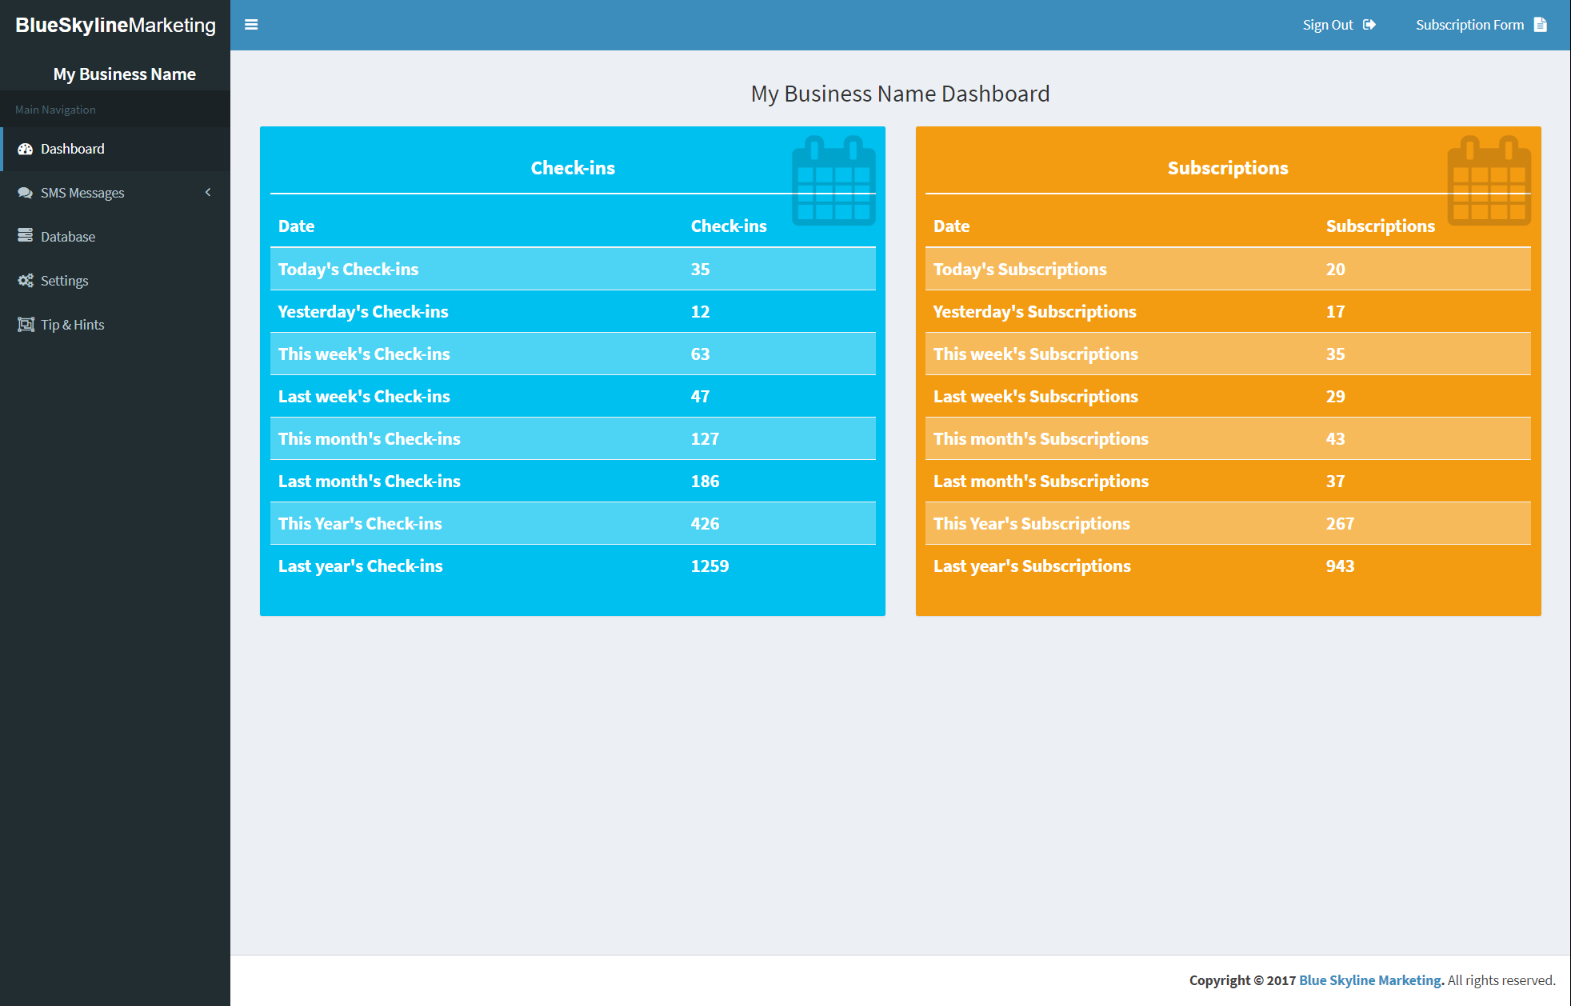 BlueSkylineMarketing
Sign Out
Subscription Form
My Business Name
Main Navigation
Dashboard
SMS Messages
Database
Settings
Tip & Hints
My Business Name Dashboard
Check-ins
Date Check-ins
Today's Check-ins 35
Yesterday's Check-ins 12
This week's Check-ins 63
Last week's Check-ins 47
This month's Check-ins 127
Last month's Check-ins 186
This Year's Check-ins 426
Last year's Check-ins 1259
Subscriptions
Date Subscriptions
Today's Subscriptions 20
Yesterday's Subscriptions 17
This week's Subscriptions 35
Last week's Subscriptions 29
This month's Subscriptions 43
Last month's Subscriptions 37
This Year's Subscriptions 267
Last year's Subscriptions 943
Copyright © 2017 Blue Skyline Marketing. All rights reserved.